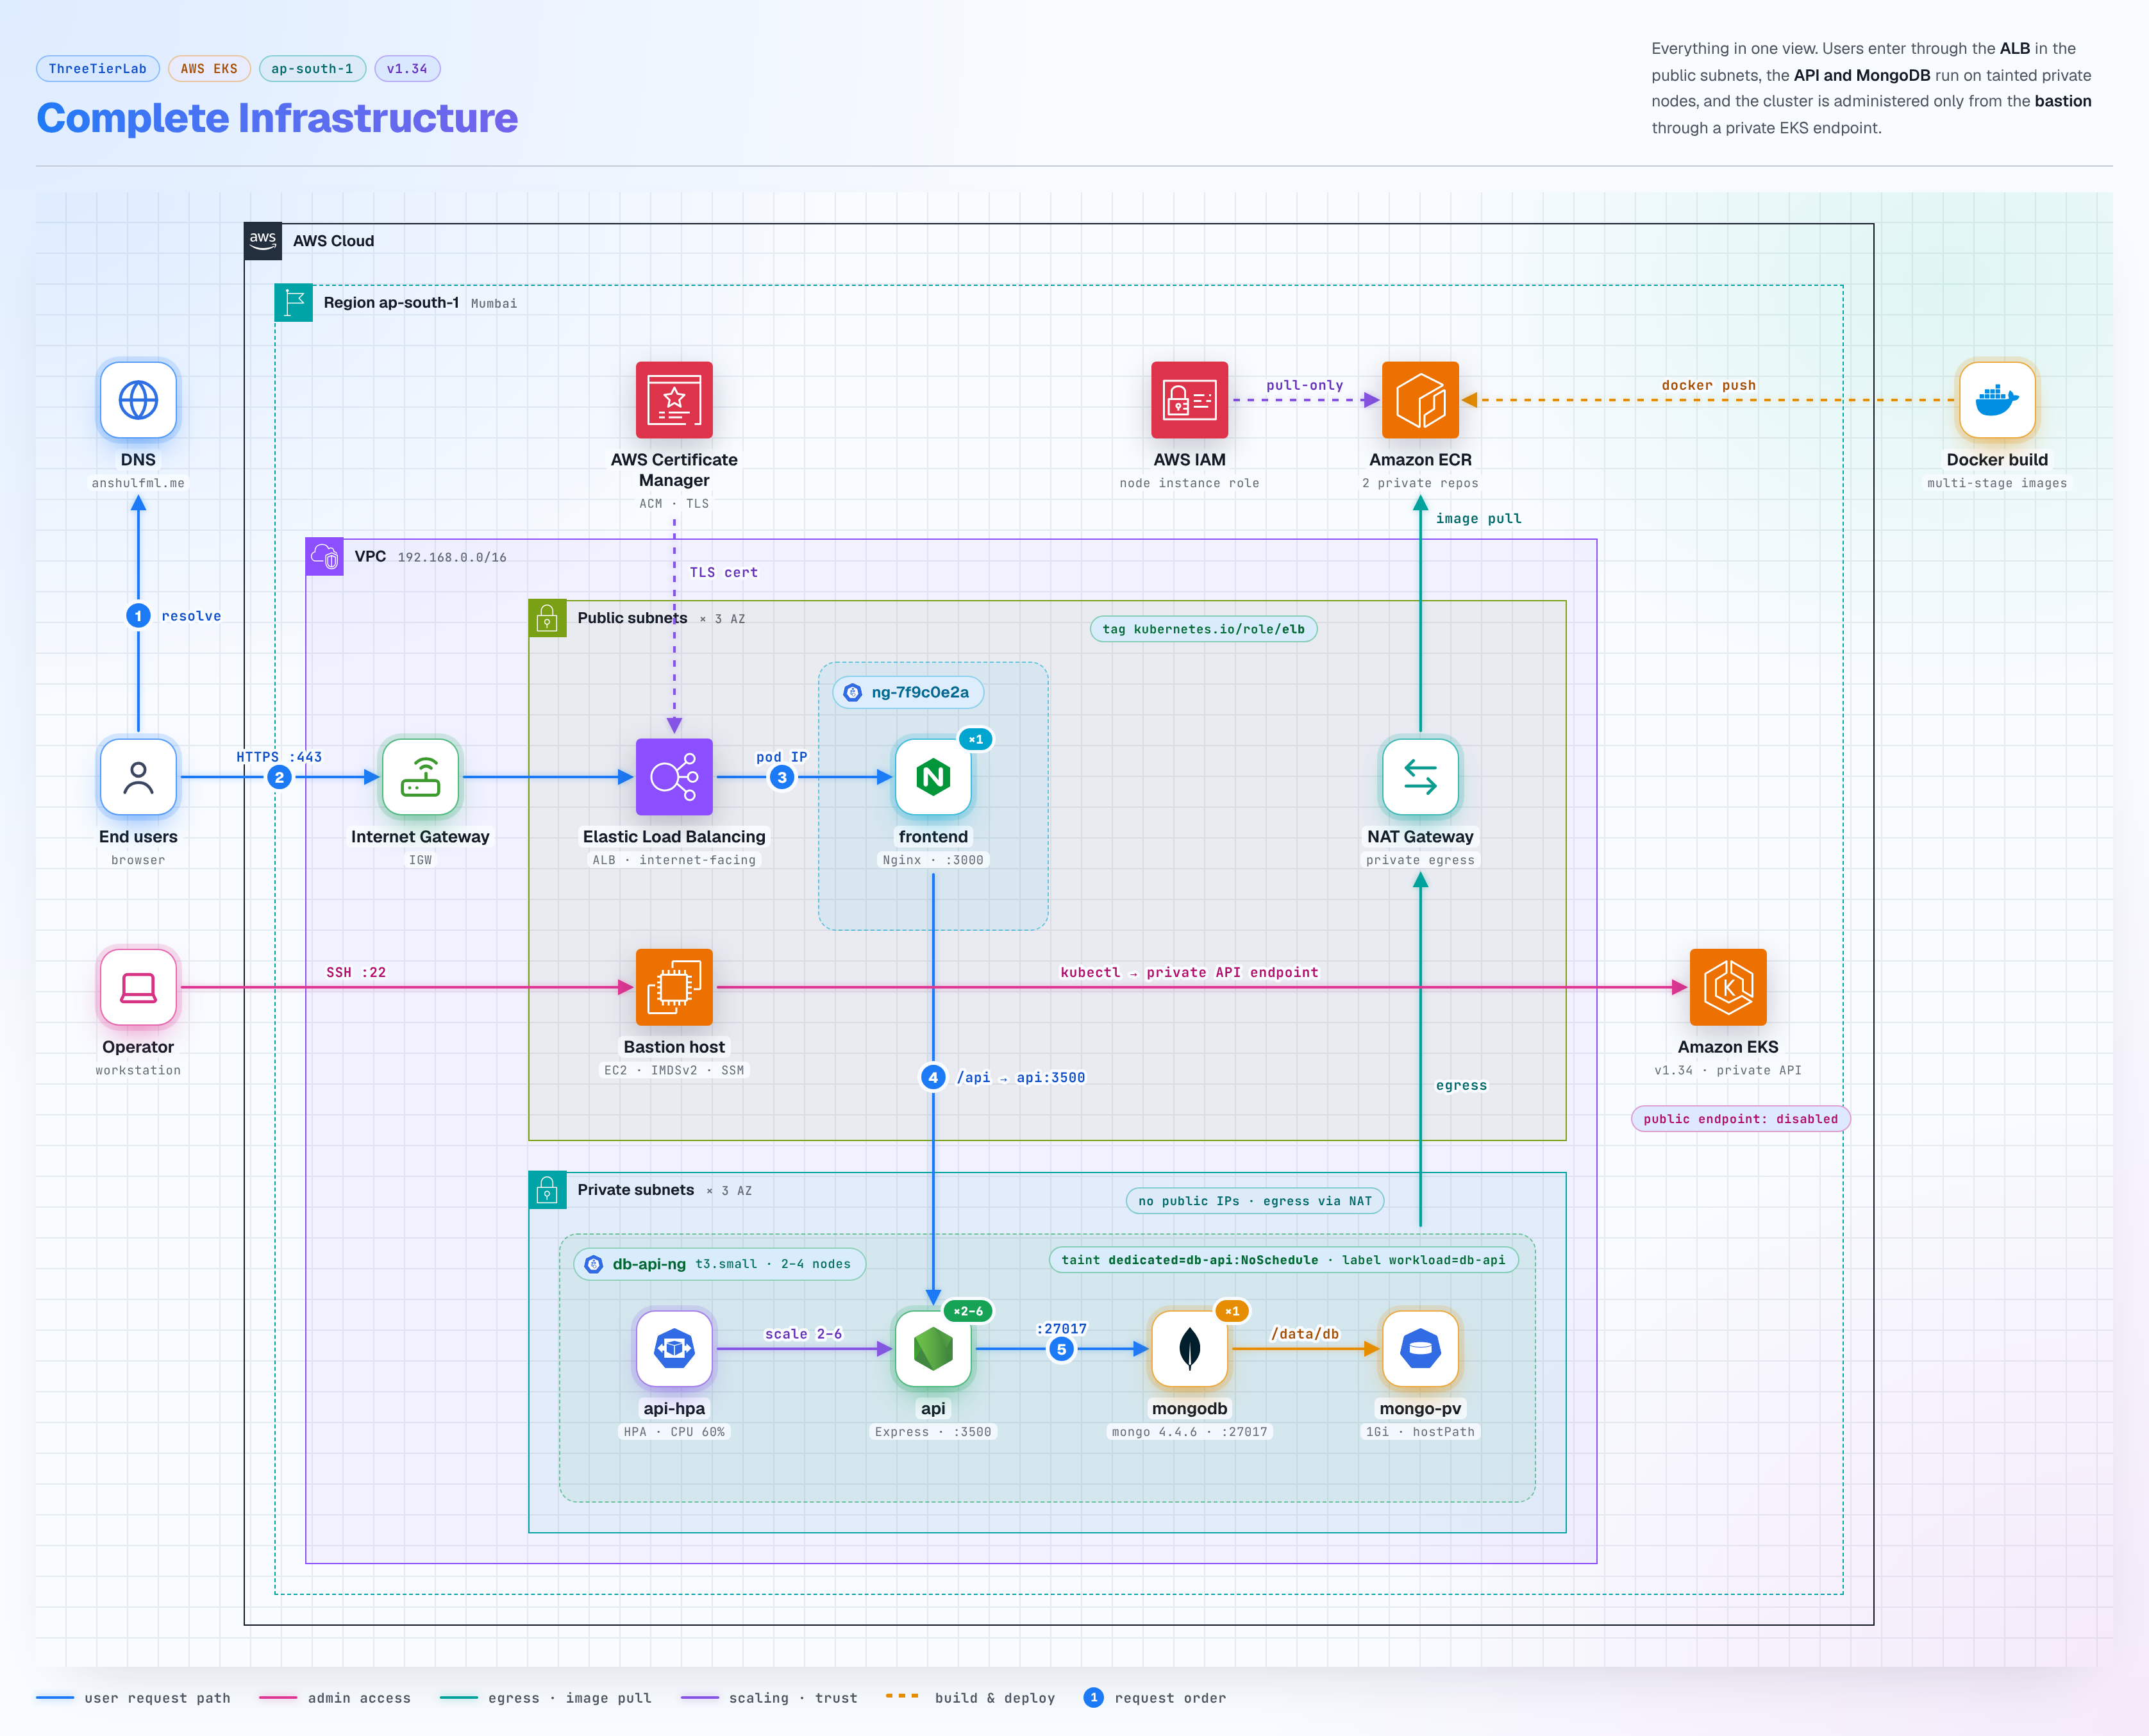 ThreeTierLab
AWS EKS
ap-south-1
v1.34
Complete Infrastructure
Everything in one view. Users enter through the ALB in the
public subnets, the API and MongoDB run on tainted private
nodes, and the cluster is administered only from the bastion
through a private EKS endpoint.
aws
AWS Cloud
Region ap-south-1 Mumbai
DNS
anshulfml.me
AWS Certificate
Manager
ACM · TLS
AWS IAM
node instance role
pull-only
Amazon ECR
2 private repos
docker push
Docker build
multi-stage images
image pull
VPC 192.168.0.0/16
TLS cert
1 resolve
Public subnets × 3 AZ
tag kubernetes.io/role/elb
ng-7f9c0e2a
End users
browser
HTTPS :443
2
Internet Gateway
IGW
Elastic Load Balancing
ALB · internet-facing
pod IP
3
×1
frontend
Nginx · :3000
NAT Gateway
private egress
Operator
workstation
SSH :22
Bastion host
EC2 · IMDSv2 · SSM
kubectl → private API endpoint
K
Amazon EKS
v1.34 · private API
public endpoint: disabled
4 /api → api:3500
egress
Private subnets × 3 AZ
no public IPs · egress via NAT
db-api-ng t3.small · 2–4 nodes
taint dedicated=db-api:NoSchedule · label workload=db-api
api-hpa
HPA · CPU 60%
scale 2–6
×2–6
api
Express · :3500
:27017
5
×1
mongodb
mongo 4.4.6 · :27017
/data/db
mongo-pv
1Gi · hostPath
user request path
admin access
egress · image pull
scaling · trust
build & deploy
1 request order